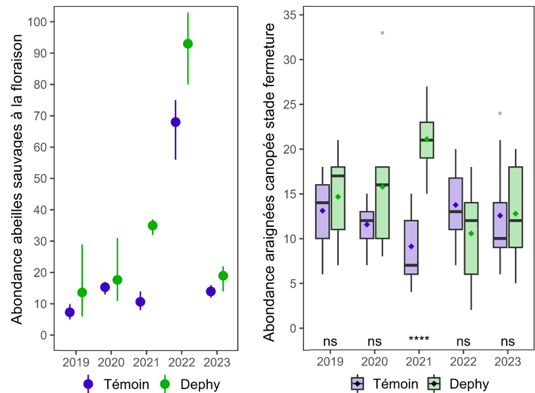 Abondance abeilles sauvages à la floraison
100
90
80
70
60
50
40
30
20
10
0
2019 2020 2021 2022 2023
Témoin Dephy
Abondance araignées canopée stade fermeture
35
30
25
20
15
10
5
0
ns ns **** ns ns
2019 2020 2021 2022 2023
Témoin Dephy